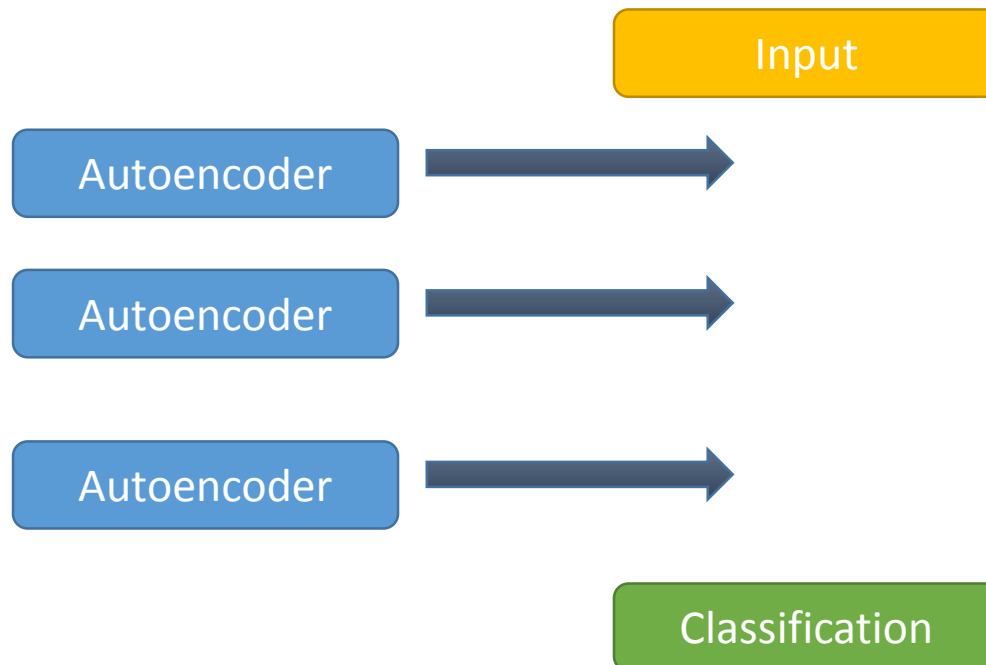 Input
Autoencoder
Autoencoder
Autoencoder
Classification